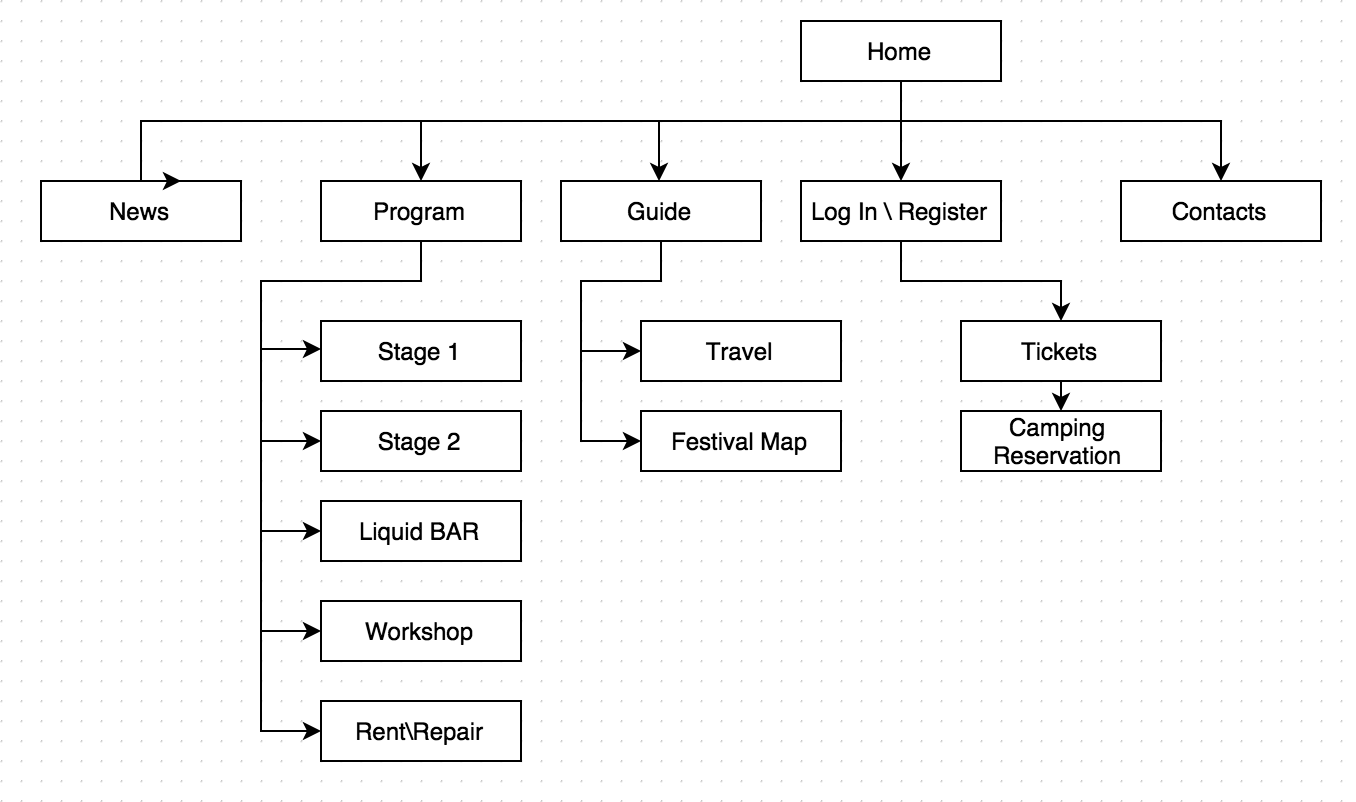 Home
News
Program
Guide
Log In \ Register
Contacts
Stage 1
Travel
Tickets
Stage 2
Festival Map
Camping
Reservation
Liquid BAR
Workshop
Rent\Repair